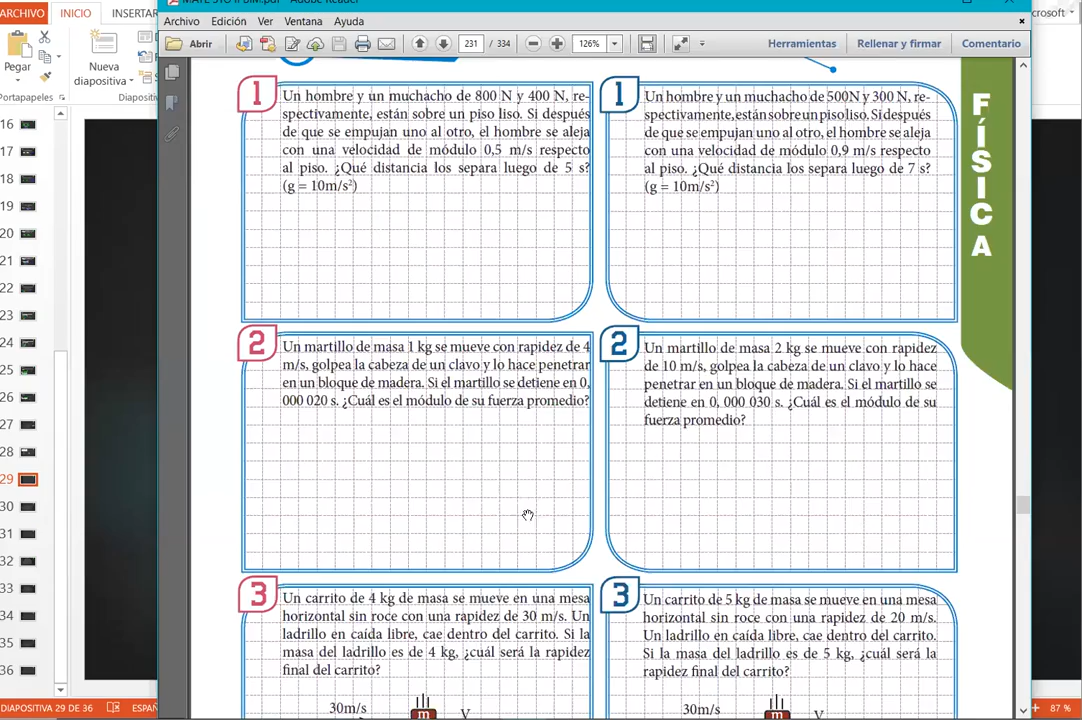 ARCHIVO INICIO INSERTAR
MATE 5TO II BIM.pdf - Adobe Reader
Archivo Edición Ver Ventana Ayuda
Abrir 231 / 334 126% Herramientas Rellenar y firmar Comentario
Pegar
Nueva
diapositiva
Portapapeles
Diapositi
16
17
18
19
20
21
22
23
24
25
26
27
28
29
30
31
32
33
34
35
36
1
Un hombre y un muchacho de 800 N y 400 N, re-
spectivamente, están sobre un piso liso. Si después
de que se empujan uno al otro, el hombre se aleja
con una velocidad de módulo 0,5 m/s respecto
al piso. ¿Qué distancia los separa luego de 5 s?
(g = 10m/s²)
1
Un hombre y un muchacho de 500N y 300 N, re-
spectivamente, están sobre un piso liso. Si después
de que se empujan uno al otro, el hombre se aleja
con una velocidad de módulo 0,9 m/s respecto
al piso. ¿Qué distancia los separa luego de 7 s?
(g = 10m/s²)
2
Un martillo de masa 1 kg se mueve con rapidez de 4
m/s, golpea la cabeza de un clavo y lo hace penetrar
en un bloque de madera. Si el martillo se detiene en 0,
000 020 s. ¿Cuál es el módulo de su fuerza promedio?
2
Un martillo de masa 2 kg se mueve con rapidez
de 10 m/s, golpea la cabeza de un clavo y lo hace
penetrar en un bloque de madera. Si el martillo se
detiene en 0, 000 030 s. ¿Cuál es el módulo de su
fuerza promedio?
3
Un carrito de 4 kg de masa se mueve en una mesa
horizontal sin roce con una rapidez de 30 m/s. Un
ladrillo en caída libre, cae dentro del carrito. Si la
masa del ladrillo es de 4 kg, ¿cuál será la rapidez
final del carrito?
30m/s
m
V
3
Un carrito de 5 kg de masa se mueve en una mesa
horizontal sin roce con una rapidez de 20 m/s.
Un ladrillo en caída libre, cae dentro del carrito.
Si la masa del ladrillo es de 5 kg, ¿cuál será la
rapidez final del carrito?
30m/s
m
V
FÍSICA
crosoft
DIAPOSITIVA 29 DE 36 ESPAÑ
87 %